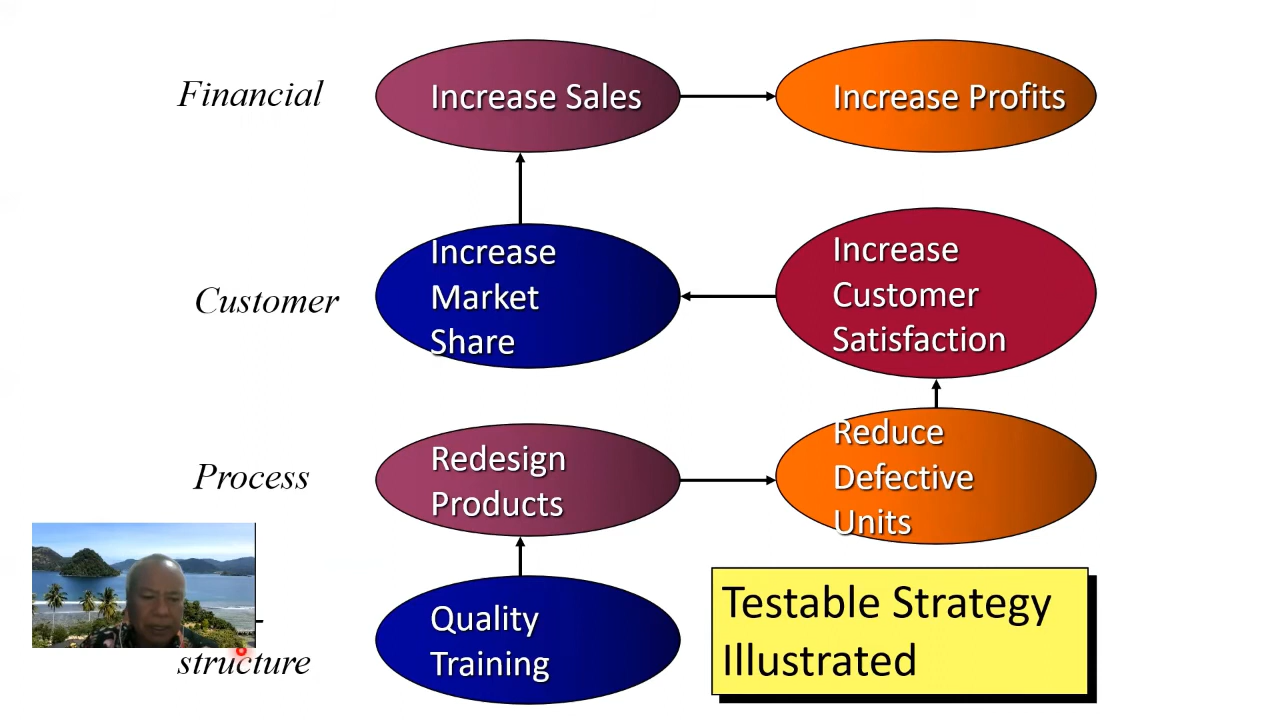 Financial
Increase Sales
Increase Profits
Customer
Increase
Market
Share
Increase
Customer
Satisfaction
Process
Redesign
Products
Reduce
Defective
Units
structure
Quality
Training
Testable Strategy
Illustrated